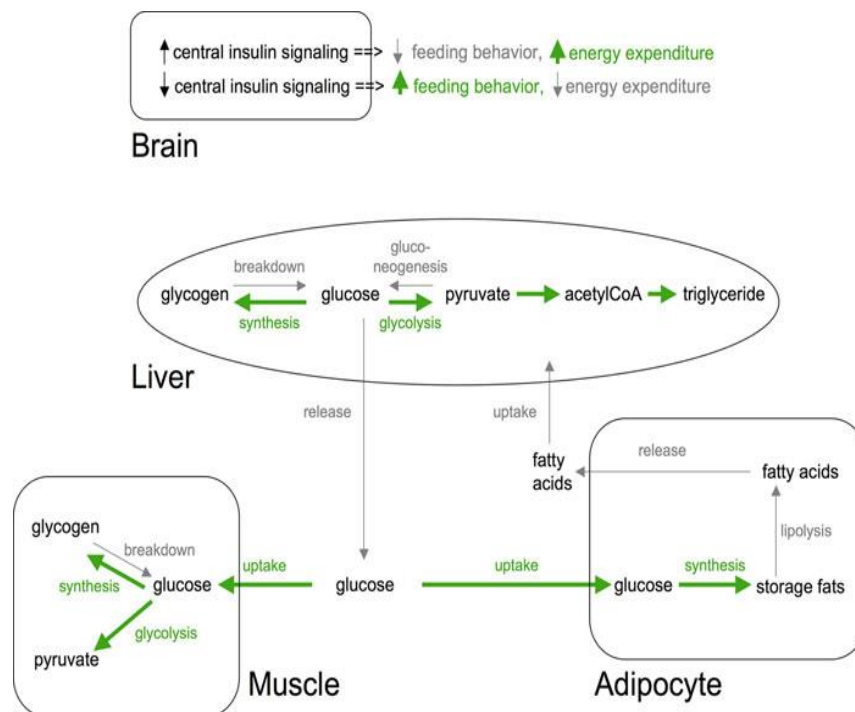 ↑ central insulin signaling ==> ↓ feeding behavior, ↑ energy expenditure
↓ central insulin signaling ==> ↑ feeding behavior, ↓ energy expenditure
Brain
gluco-
neogenesis
breakdown
glycogen glucose pyruvate acetylCoA triglyceride
synthesis glycolysis
Liver
release uptake
fatty
acids
release
fatty acids
lipolysis
glycogen
breakdown
synthesis
glucose
uptake
glucose
uptake
glucose
synthesis
storage fats
glycolysis
pyruvate
Muscle
Adipocyte